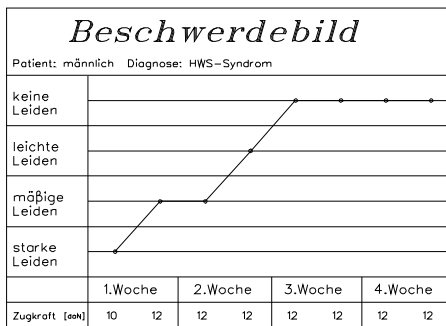 Beschwerdebild
Patient: männlich Diagnose: HWS-Syndrom
keine
Leiden
leichte
Leiden
mäßige
Leiden
starke
Leiden
1.Woche 2.Woche 3.Woche 4.Woche
Zugkraft [daN] 10 12 12 12 12 12 12 12